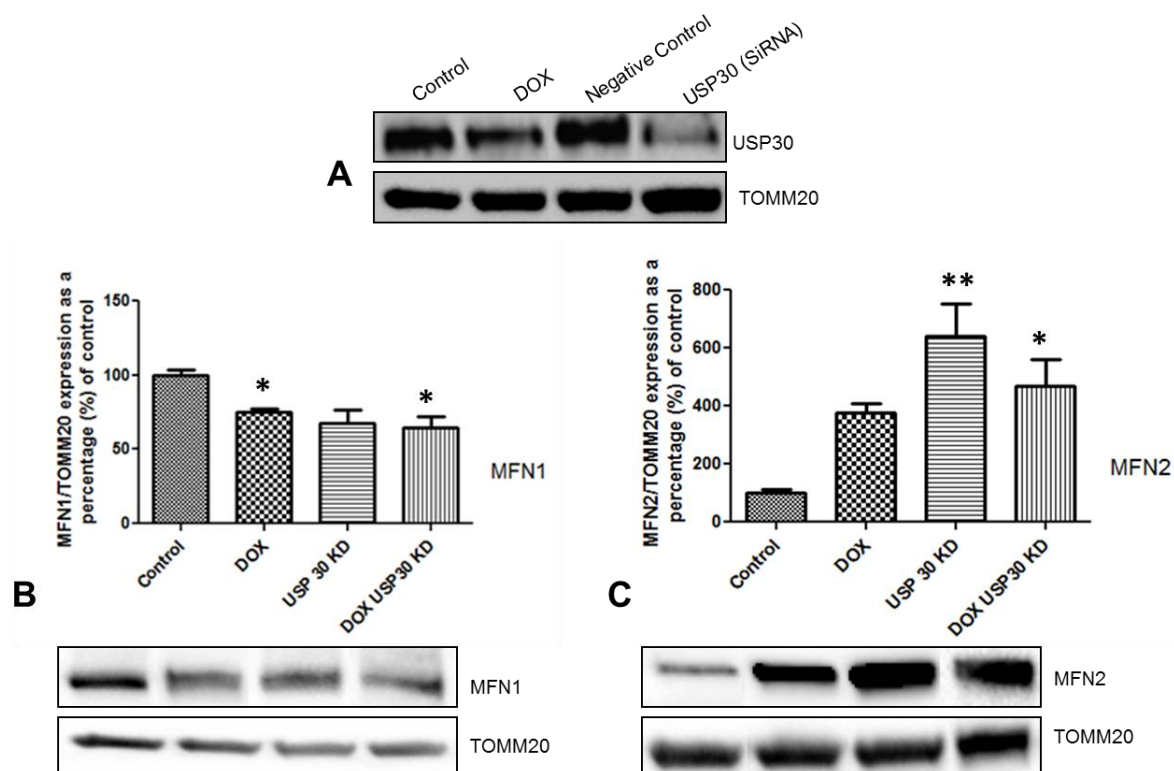 Control
DOX
Negative Control
USP30 (SiRNA)
USP30
A
TOMM20
MFN1/TOMM20 expression as a
percentage (%) of control
150
100
50
0
*
*
MFN1
Control
DOX
USP 30 KD
DOX USP30 KD
B
MFN1
TOMM20
MFN2/TOMM20 expression as a
percentage (%) of control
800
600
400
200
0
**
*
MFN2
Control
DOX
USP 30 KD
DOX USP30 KD
C
MFN2
TOMM20